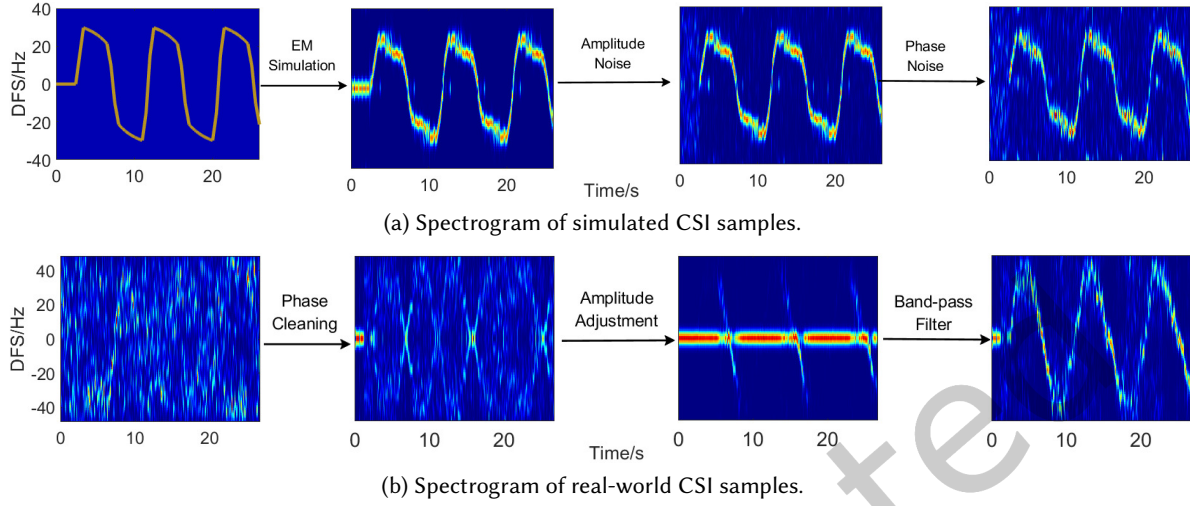 40
20
0
-20
-40
DFS/Hz
0 20
EM
Simulation
0 10 20
Amplitude
Noise
0 10 20
Phase
Noise
0 10 20
Time/s
(a) Spectrogram of simulated CSI samples.
40
20
0
-20
-40
DFS/Hz
0 10 20
Phase
Cleaning
0 10 20
Amplitude
Adjustment
0 10 20
Band-pass
Filter
0 10 20
Time/s
(b) Spectrogram of real-world CSI samples.
te